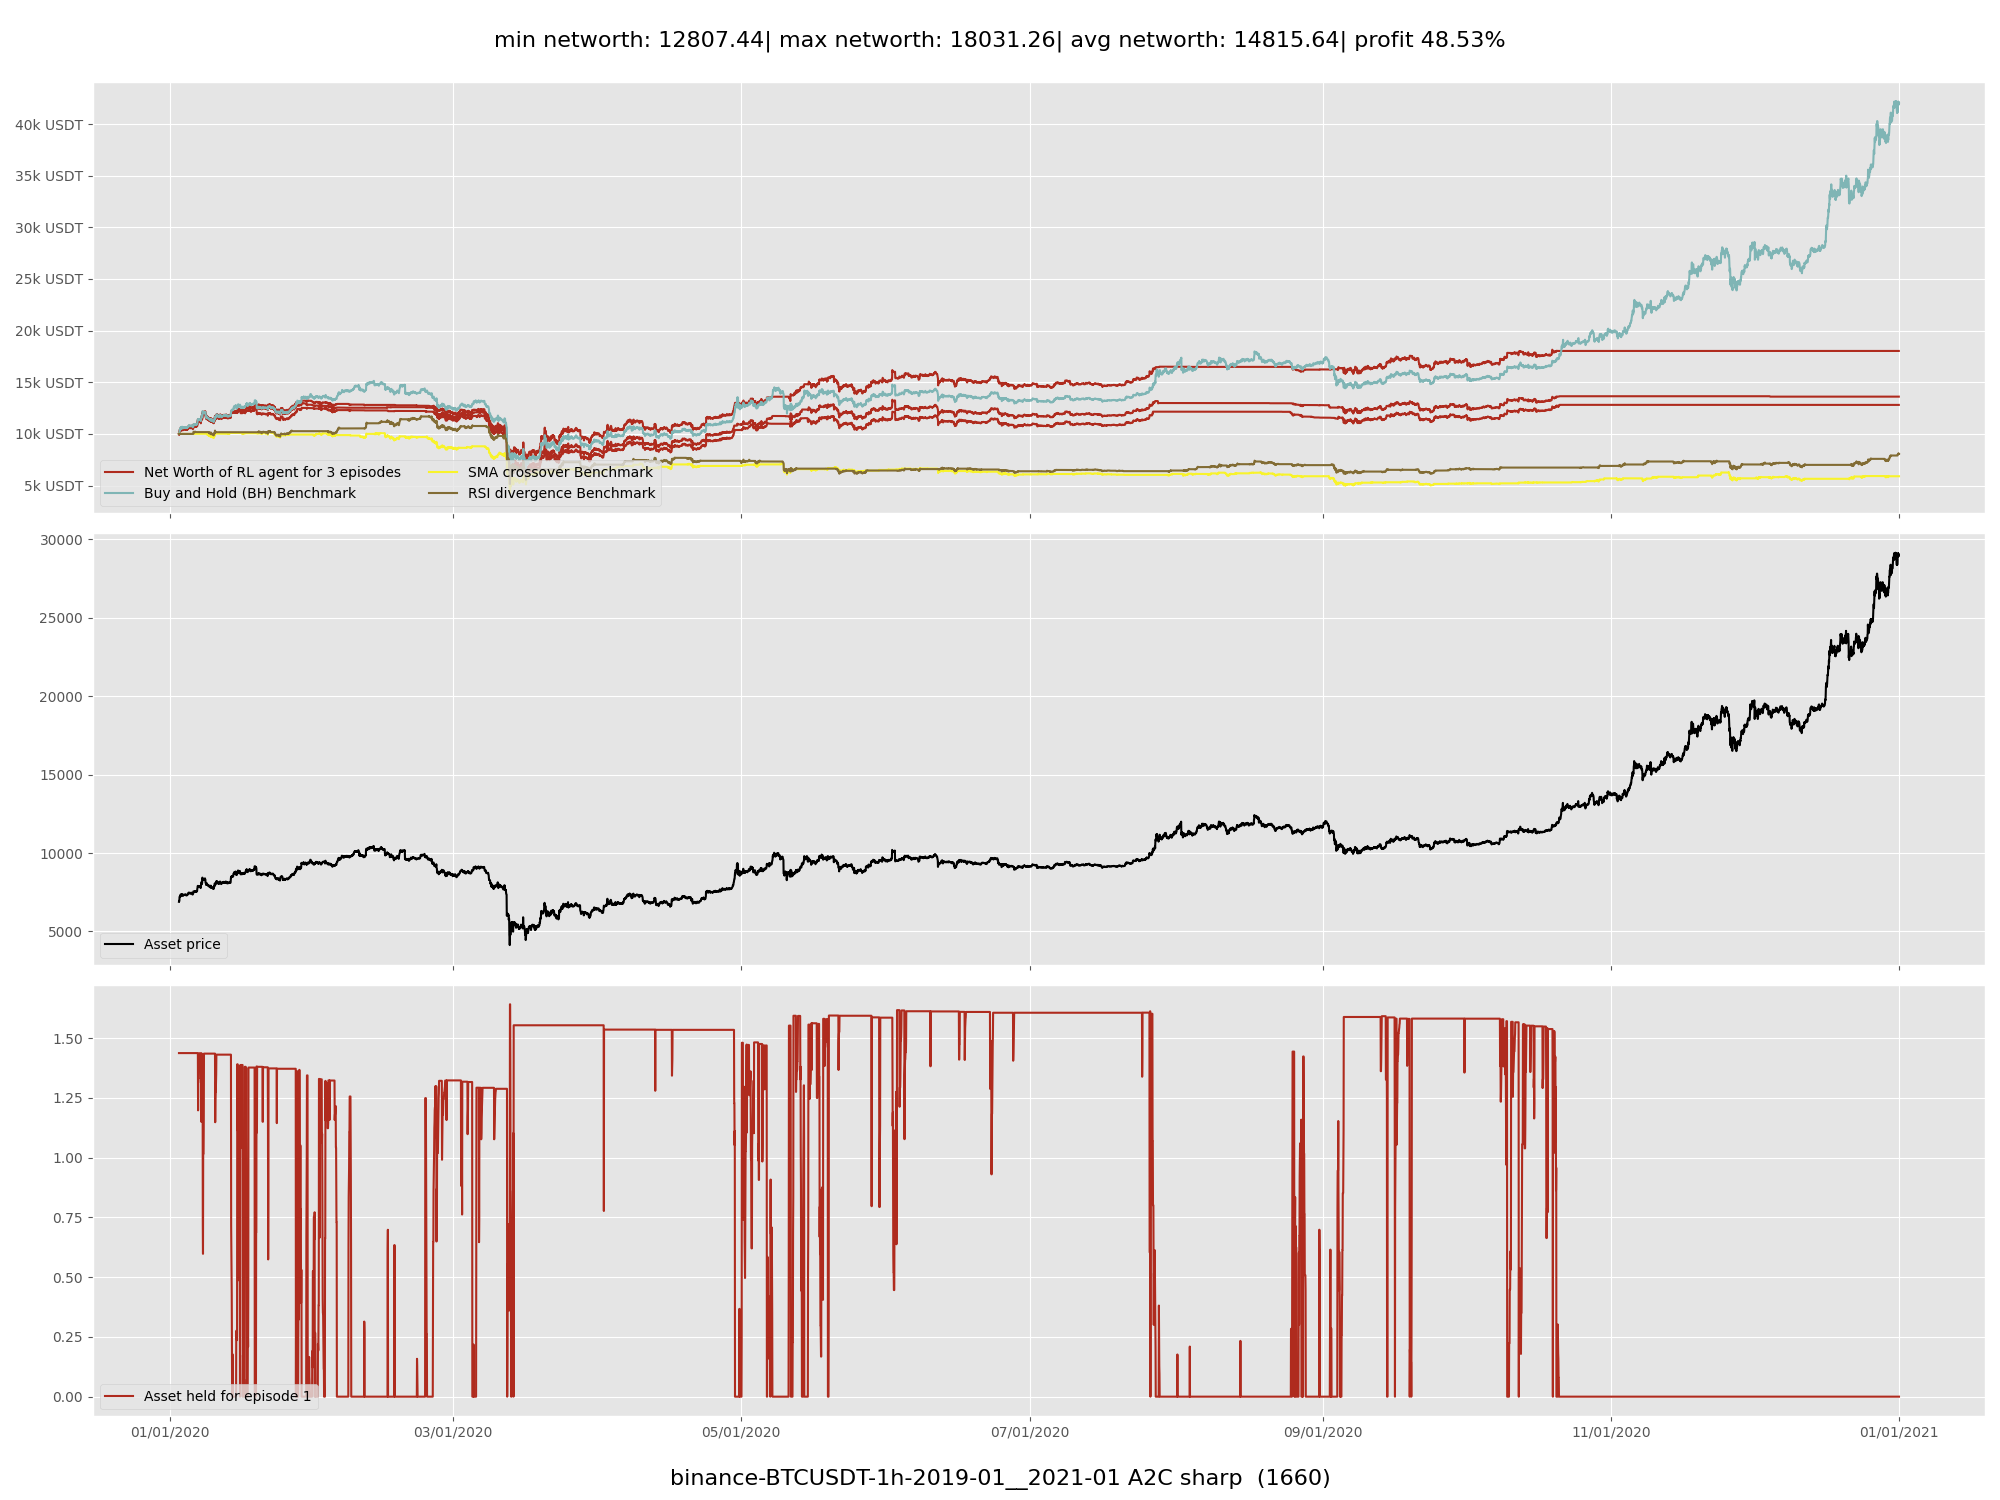 min networth: 12807.44| max networth: 18031.26| avg networth: 14815.64| profit 48.53%
40k USDT
35k USDT
30k USDT
25k USDT
20k USDT
15k USDT
10k USDT
5k USDT
Net Worth of RL agent for 3 episodes
Buy and Hold (BH) Benchmark
SMA crossover Benchmark
RSI divergence Benchmark
30000
25000
20000
15000
10000
5000
Asset price
1.50
1.25
1.00
0.75
0.50
0.25
0.00
Asset held for episode 1
01/01/2020 03/01/2020 05/01/2020 07/01/2020 09/01/2020 11/01/2020 01/01/2021
binance-BTCUSDT-1h-2019-01__2021-01 A2C sharp (1660)